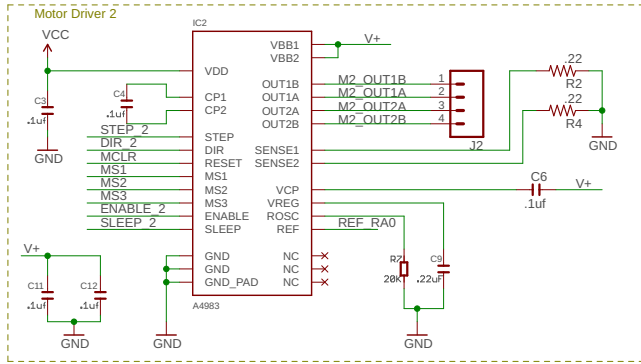 Motor Driver 2
IC2
VCC
V+
VBB1
VBB2
VDD
C3
.1uf
GND
C4
.1uf
CP1
CP2
OUT1B
OUT1A
OUT2A
OUT2B
M2_OUT1B
M2_OUT1A
M2_OUT2A
M2_OUT2B
1
2
3
4
J2
.22
R2
.22
R4
GND
STEP_2
DIR_2
MCLR
MS1
MS2
MS3
ENABLE_2
SLEEP_2
STEP
DIR
RESET
MS1
MS2
MS3
ENABLE
SLEEP
SENSE1
SENSE2
VCP
VREG
ROSC
REF
REF_RA0
C6
.1uf
V+
GND
GND
GND_PAD
NC
NC
NC
A4983
V+
C11
.1uf
C12
.1uf
GND
GND
R7
20K
C9
.22uF
GND